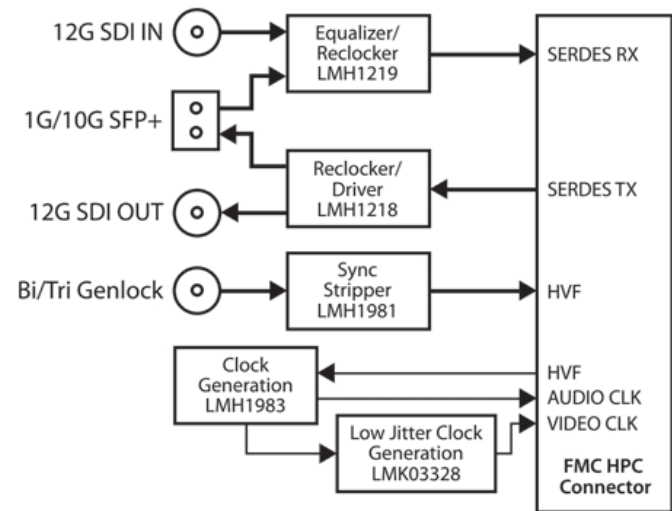 12G SDI IN
Equalizer/
Reclocker
LMH1219
SERDES RX
1G/10G SFP+
Reclocker/
Driver
LMH1218
SERDES TX
12G SDI OUT
Bi/Tri Genlock
Sync
Stripper
LMH1981
HVF
Clock
Generation
LMH1983
HVF
AUDIO CLK
VIDEO CLK
Low Jitter Clock
Generation
LMK03328
FMC HPC
Connector